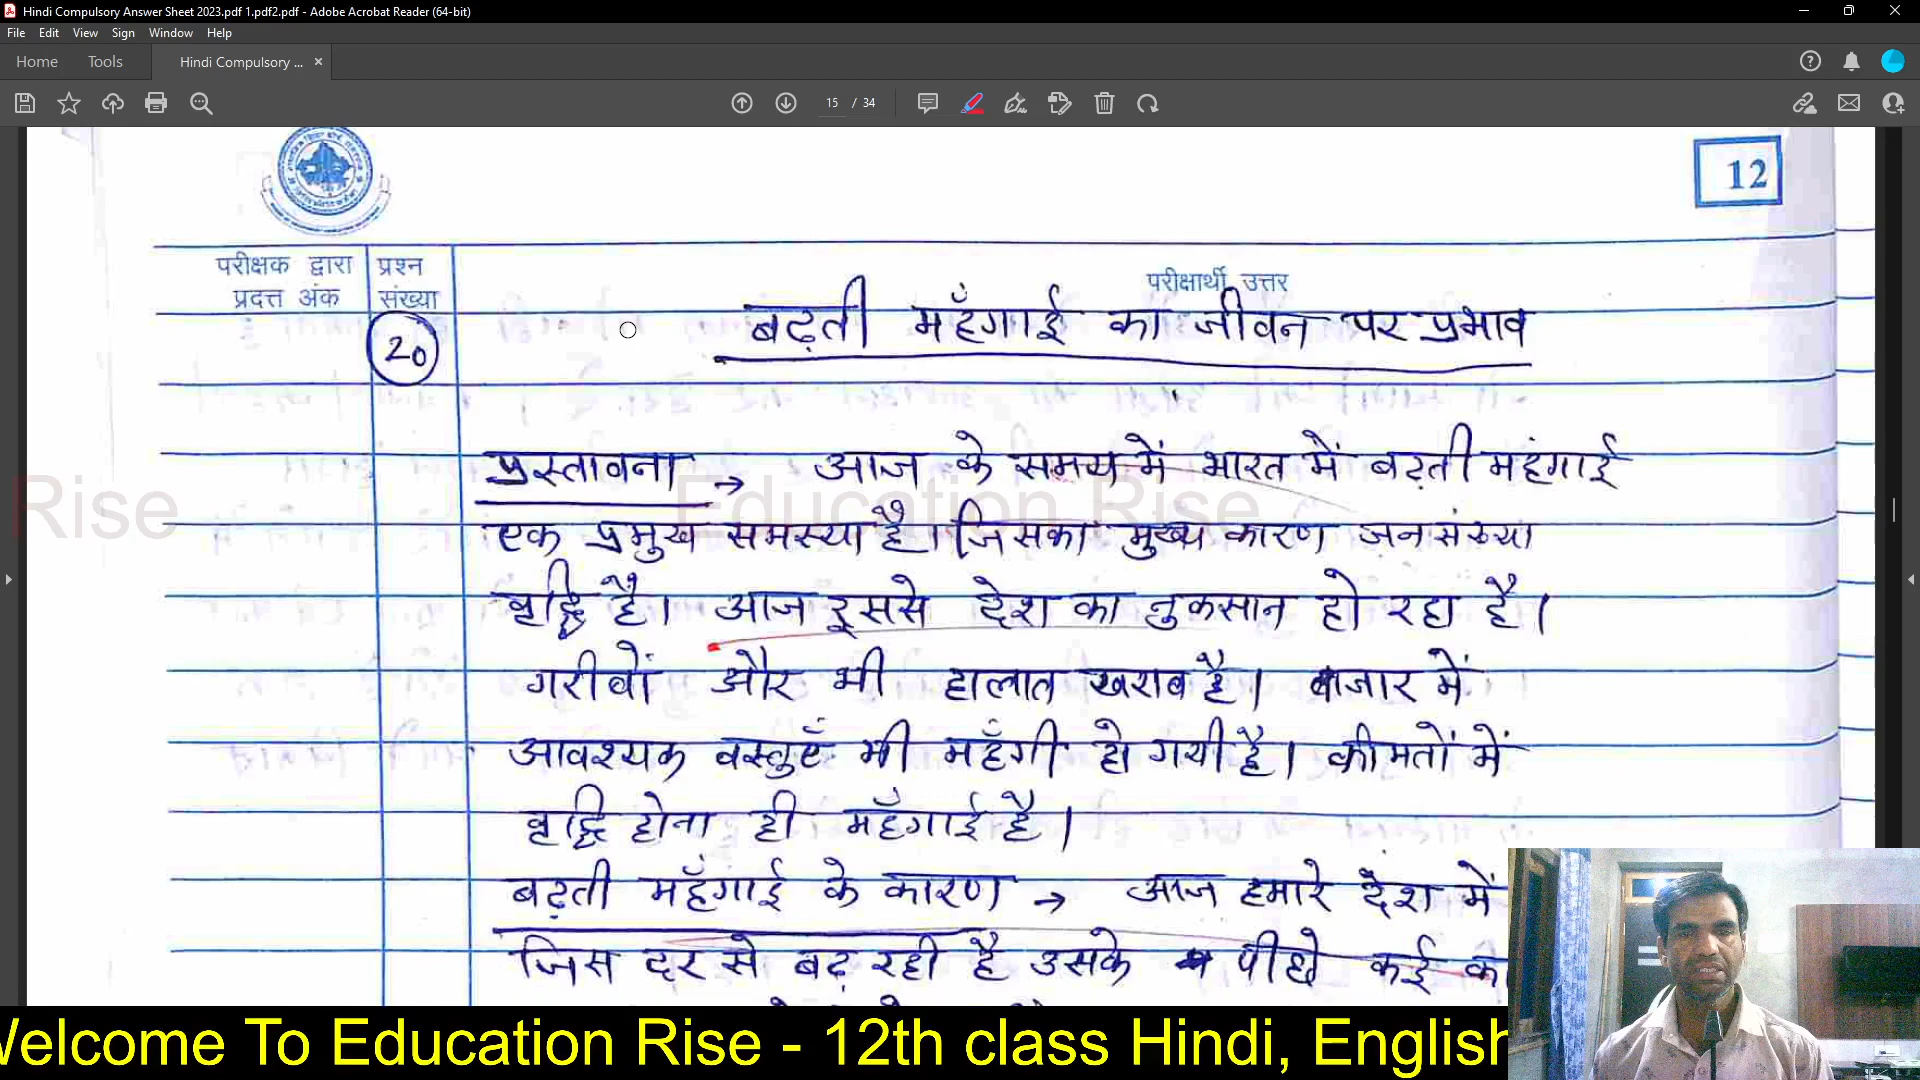 Hindi Compulsory Answer Sheet 2023.pdf 1.pdf2.pdf - Adobe Acrobat Reader (64-bit)
File Edit View Sign Window Help
Home Tools Hindi Compulsory ... ×
15 / 34
12
परीक्षक द्वारा प्रदत्त अंक
प्रश्न संख्या
परीक्षार्थी उत्तर
20
बढ़ती महँगाई का जीवन पर प्रभाव
प्रस्तावना → आज के समय में भारत में बढ़ती महंगाई
एक प्रमुख समस्या है। जिसका मुख्य कारण जनसंख्या
वृद्धि है। आज इससे देश का नुकसान हो रहा है।
गरीबों और भी हालात खराब है। बाजार में
आवश्यक वस्तुएँ भी महँगी हो गयी है। कीमतों में
वृद्धि होना ही महँगाई है।
बढ़ती महँगाई के कारण → आज हमारे देश में
जिस दर से बढ़ रही है उसके पीछे कई
Rise
Education Rise
Welcome To Education Rise - 12th class Hindi, English